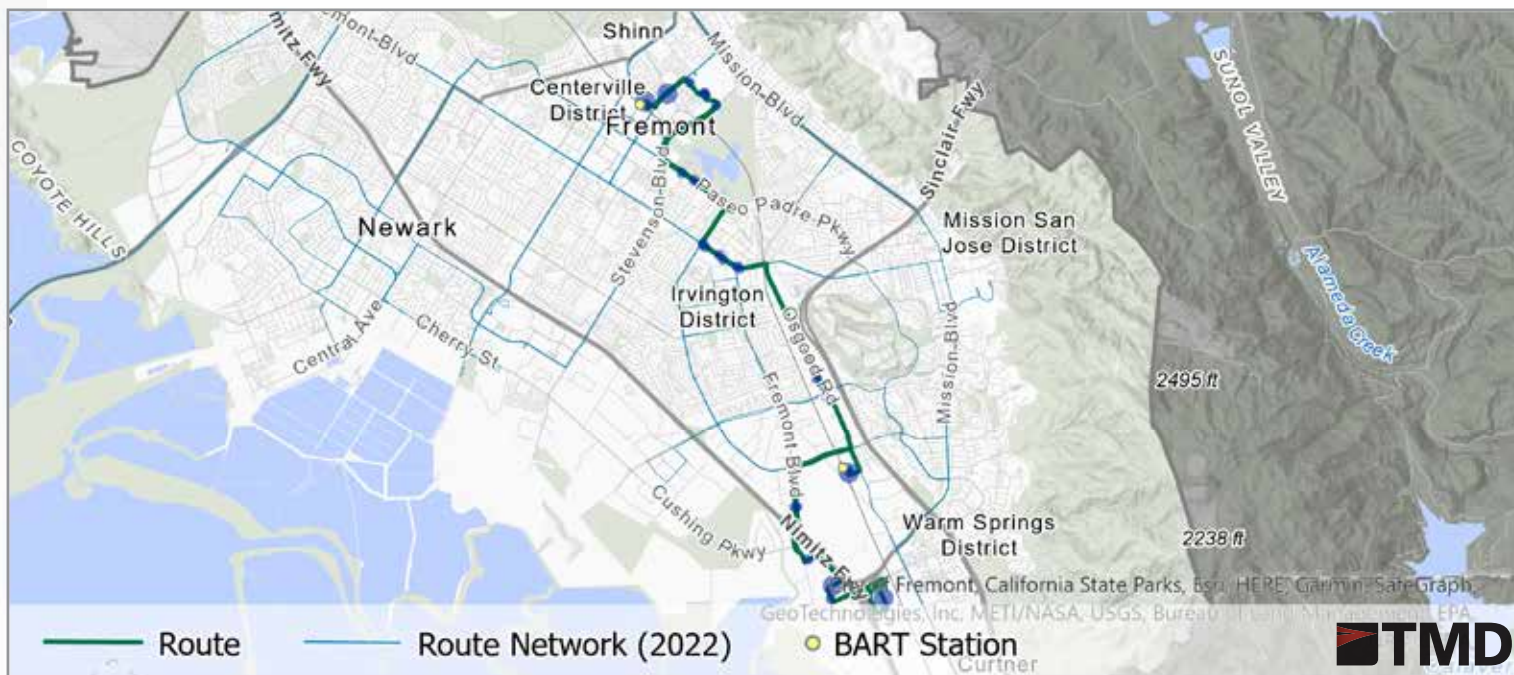 Shinn
Mission-Blvd
Nimitz Fwy
Fremont-Blvd
Centerville
District
Fremont
Sinclair Fwy
SUNOL VALLEY
COYOTE HILLS
Newark
Stevenson-Blvd
Paseo Padre Pkwy
Mission San
Jose District
Alameda Creek
Irvington
District
Central Ave
Cherry-St
Osgood Rd
Fremont Blvd
Mission-Blvd
2495 ft
Cushing Pkwy
Nimitz Fwy
Warm Springs
District
2238 ft
Fremont, California State Parks, Esri, HERE, Garmin, SafeGraph,
GeoTechnologies, Inc, METI/NASA, USGS, Bureau of Land Management, EPA
Route
Route Network (2022)
BART Station
TMD
Curtner